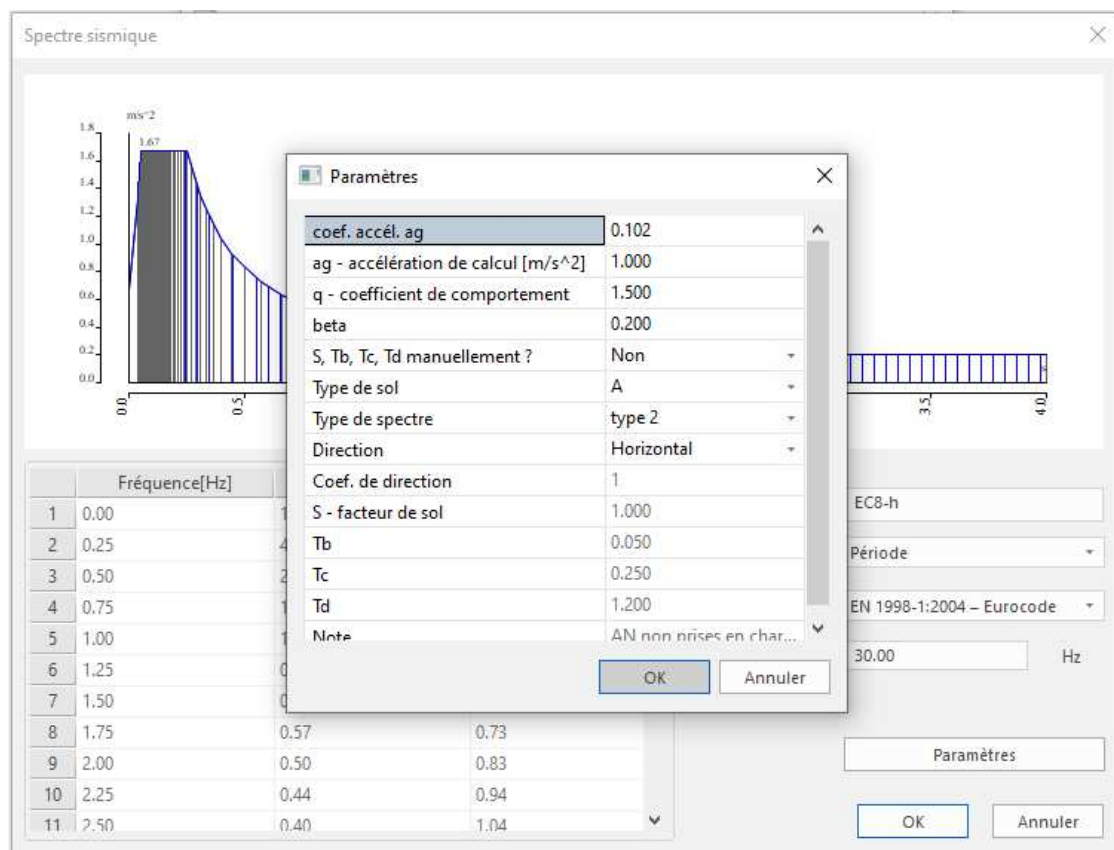 Spectre sismique
m/s^2
1.8
1.67
1.6
1.4
1.2
1.0
0.8
0.6
0.4
0.2
0.0
0.0
0.5
3.5
4.0
Paramètres
coef. accél. ag 0.102
ag - accélération de calcul [m/s^2] 1.000
q - coefficient de comportement 1.500
beta 0.200
S, Tb, Tc, Td manuellement ? Non
Type de sol A
Type de spectre type 2
Direction Horizontal
Coef. de direction 1
S - facteur de sol 1.000
Tb 0.050
Tc 0.250
Td 1.200
Note AN non prises en char...
OK Annuler
Fréquence[Hz]
1 0.00
2 0.25
3 0.50
4 0.75
5 1.00
6 1.25
7 1.50
8 1.75 0.57 0.73
9 2.00 0.50 0.83
10 2.25 0.44 0.94
11 2.50 0.40 1.04
EC8-h
Période
EN 1998-1:2004 – Eurocode
30.00 Hz
Paramètres
OK Annuler